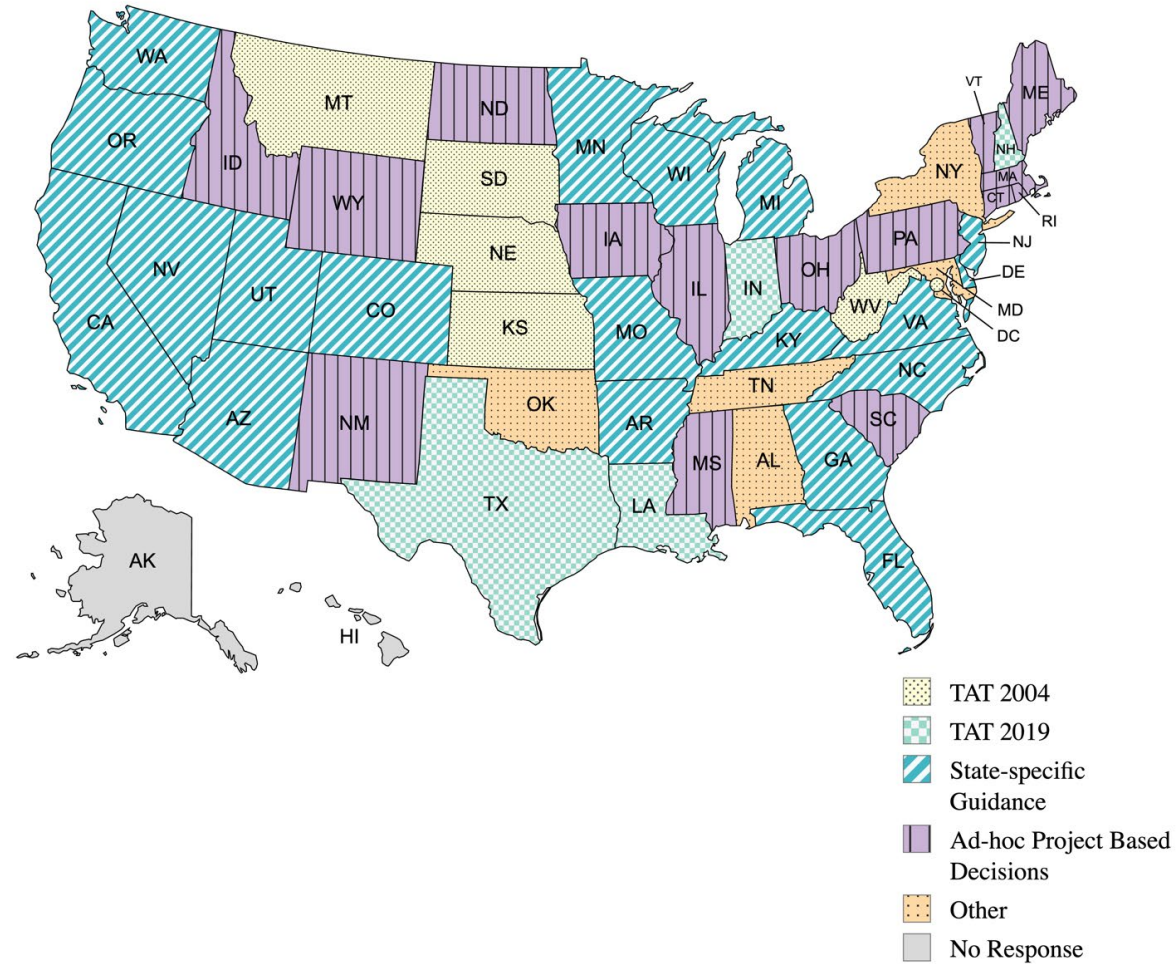 WA
MT
ND
VT
ME
OR
MN
ID
SD
WI
NH
NY
MA
WY
MI
CT
RI
IA
PA
NJ
NE
NV
OH
DE
IL
IN
UT
WV
MD
CO
CA
KS
MO
VA
DC
KY
NC
TN
OK
AZ
NM
AR
SC
MS
AL
GA
TX
LA
AK
FL
HI
TAT 2004
TAT 2019
State-specific
Guidance
Ad-hoc Project Based
Decisions
Other
No Response